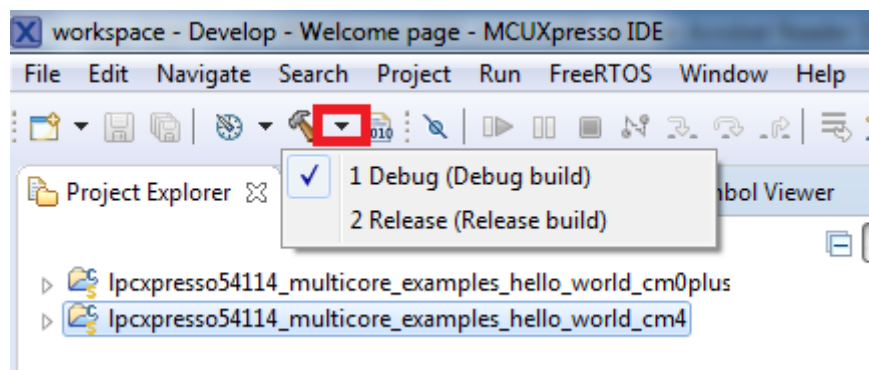 workspace - Develop - Welcome page - MCUXpresso IDE
File Edit Navigate Search Project Run FreeRTOS Window Help
010
1 Debug (Debug build)
Project Explorer
nbol Viewer
2 Release (Release build)
lpcxpresso54114_multicore_examples_hello_world_cm0plus
lpcxpresso54114_multicore_examples_hello_world_cm4